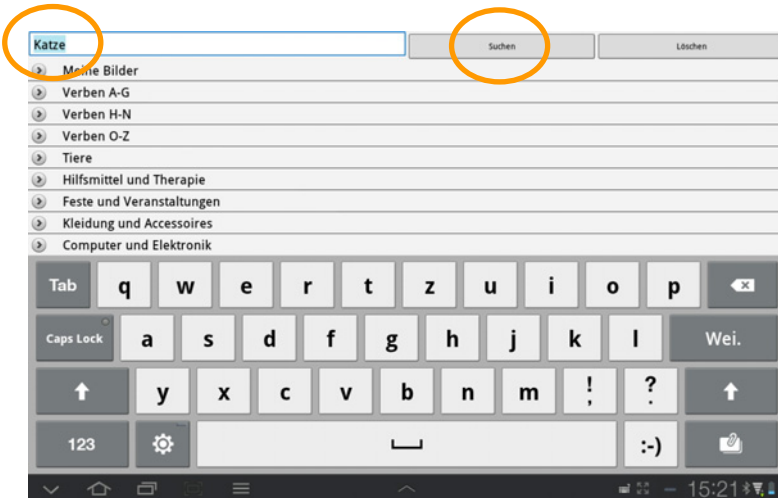 Katze Suchen Löschen
Meine Bilder
Verben A-G
Verben H-N
Verben O-Z
Tiere
Hilfsmittel und Therapie
Feste und Veranstaltungen
Kleidung und Accessoires
Computer und Elektronik
Tab q w e r t z u i o p
Caps Lock a s d f g h j k l Wei.
y x c v b n m ! , ? .
123 :-)
15:21